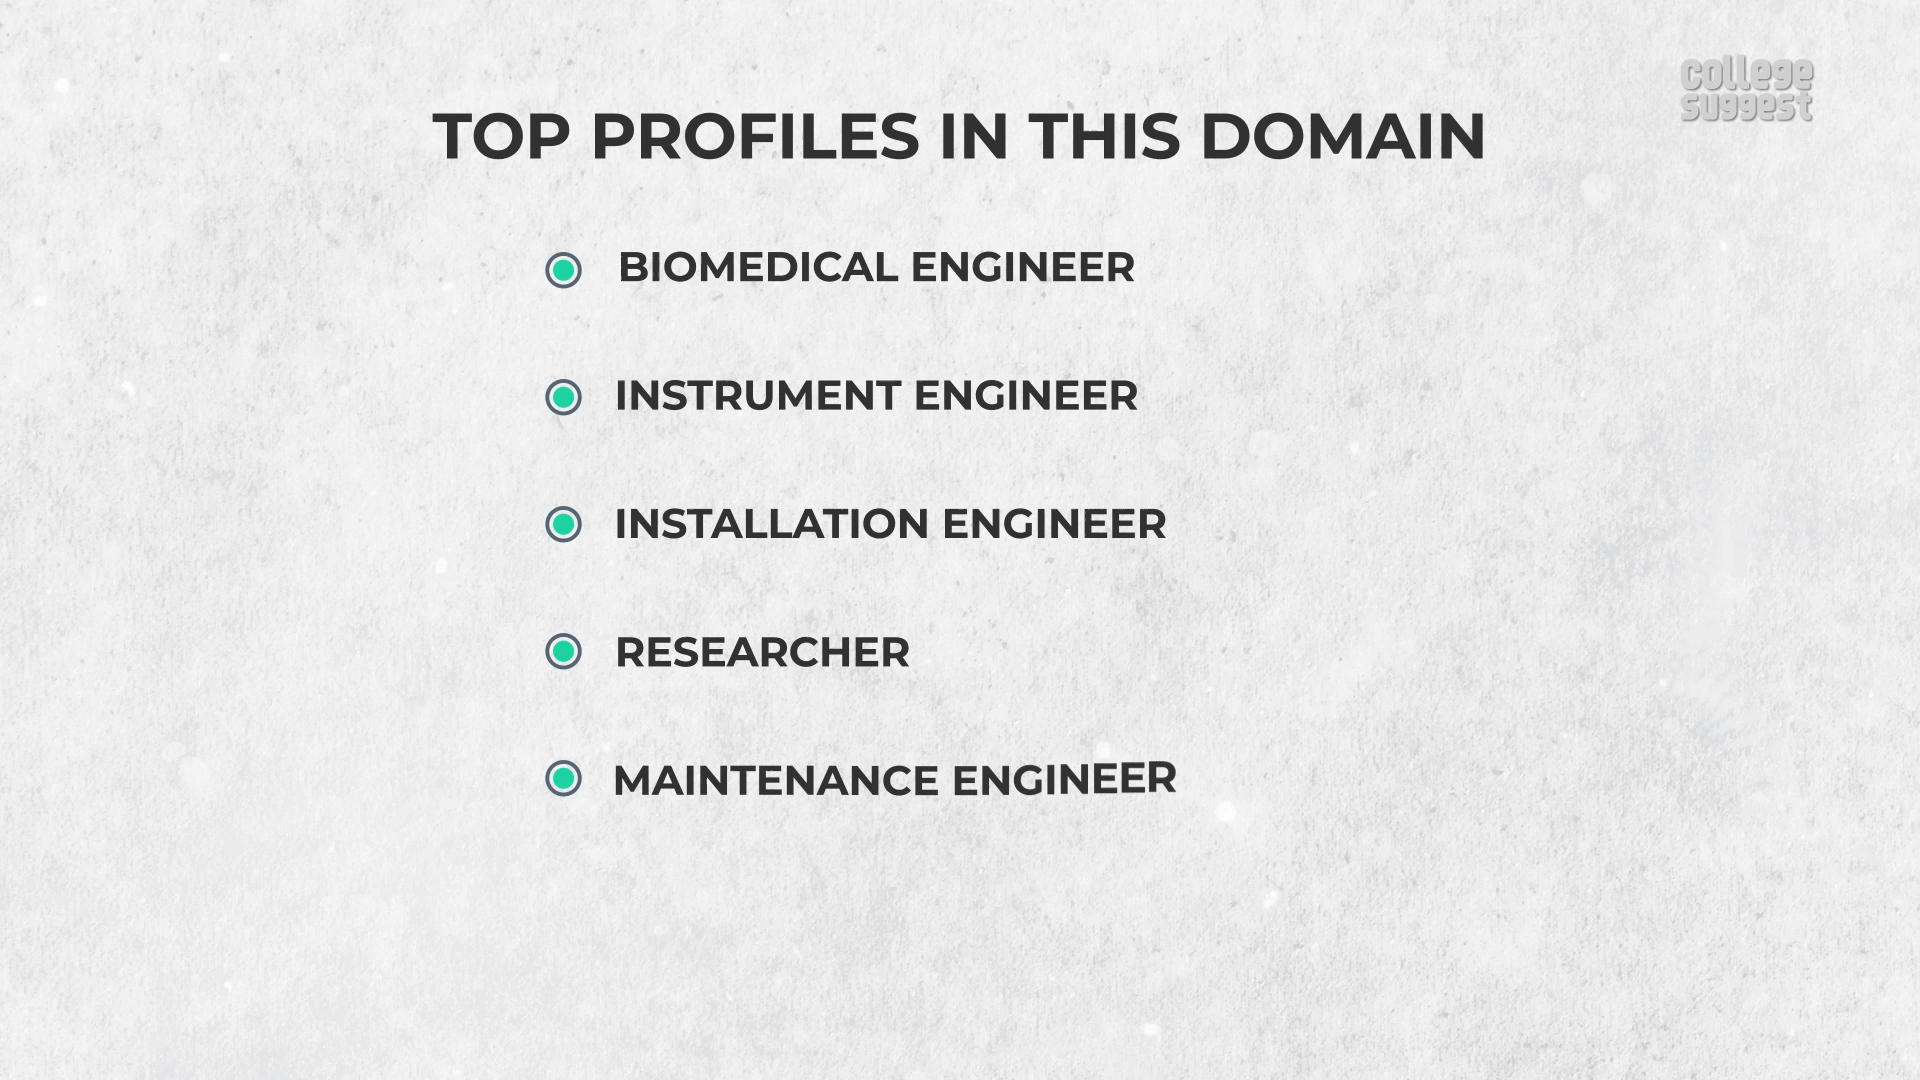 college
suggest
TOP PROFILES IN THIS DOMAIN
BIOMEDICAL ENGINEER
INSTRUMENT ENGINEER
INSTALLATION ENGINEER
RESEARCHER
MAINTENANCE ENGINEER